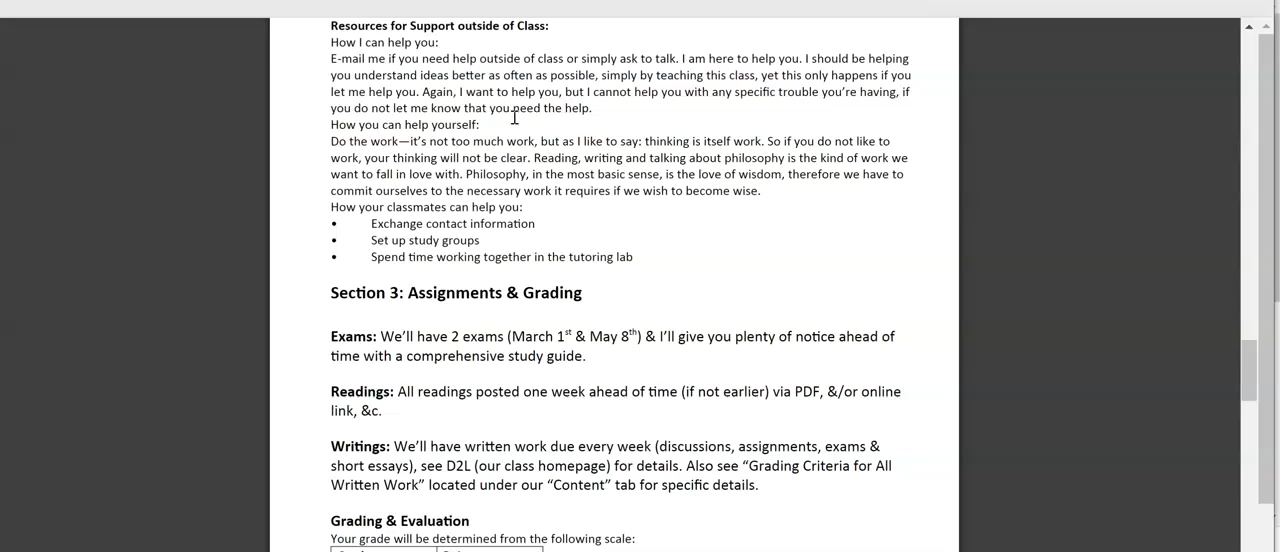 Resources for Support outside of Class:
How I can help you:
E-mail me if you need help outside of class or simply ask to talk. I am here to help you. I should be helping
you understand ideas better as often as possible, simply by teaching this class, yet this only happens if you
let me help you. Again, I want to help you, but I cannot help you with any specific trouble you’re having, if
you do not let me know that you need the help.
How you can help yourself:
Do the work—it’s not too much work, but as I like to say: thinking is itself work. So if you do not like to
work, your thinking will not be clear. Reading, writing and talking about philosophy is the kind of work we
want to fall in love with. Philosophy, in the most basic sense, is the love of wisdom, therefore we have to
commit ourselves to the necessary work it requires if we wish to become wise.
How your classmates can help you:
• Exchange contact information
• Set up study groups
• Spend time working together in the tutoring lab
Section 3: Assignments & Grading
Exams: We’ll have 2 exams (March 1st & May 8th) & I’ll give you plenty of notice ahead of
time with a comprehensive study guide.
Readings: All readings posted one week ahead of time (if not earlier) via PDF, &/or online
link, &c.
Writings: We’ll have written work due every week (discussions, assignments, exams &
short essays), see D2L (our class homepage) for details. Also see “Grading Criteria for All
Written Work” located under our “Content” tab for specific details.
Grading & Evaluation
Your grade will be determined from the following scale: